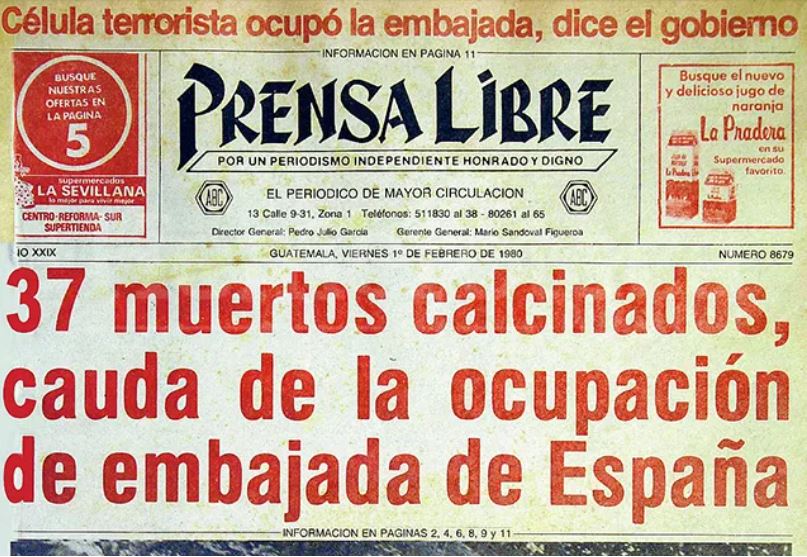 Célula terrorista ocupó la embajada, dice el gobierno
INFORMACION EN PAGINA 11
BUSQUE
NUESTRAS
OFERTAS EN
LA PAGINA
5
supermercados
LA SEVILLANA
lo mejor para vivir mejor
CENTRO-REFORMA-SUR
SUPERTIENDA
PRENSA LIBRE
POR UN PERIODISMO INDEPENDIENTE HONRADO Y DIGNO
ABC
EL PERIODICO DE MAYOR CIRCULACION
ABC
13 Calle 9-31, Zona 1 Teléfonos: 511830 al 38 - 80261 al 65
Director General: Pedro Julio García Gerente General: Mario Sandoval Figueroa
Busque el nuevo
y delicioso jugo de
naranja
La Pradera
en su
Supermercado
favorito.
IO XXIX
GUATEMALA, VIERNES 1º DE FEBRERO DE 1980
NUMERO 8679
37 muertos calcinados,
cauda de la ocupación
de embajada de España
INFORMACION EN PAGINAS 2, 4, 6, 8, 9 y 11